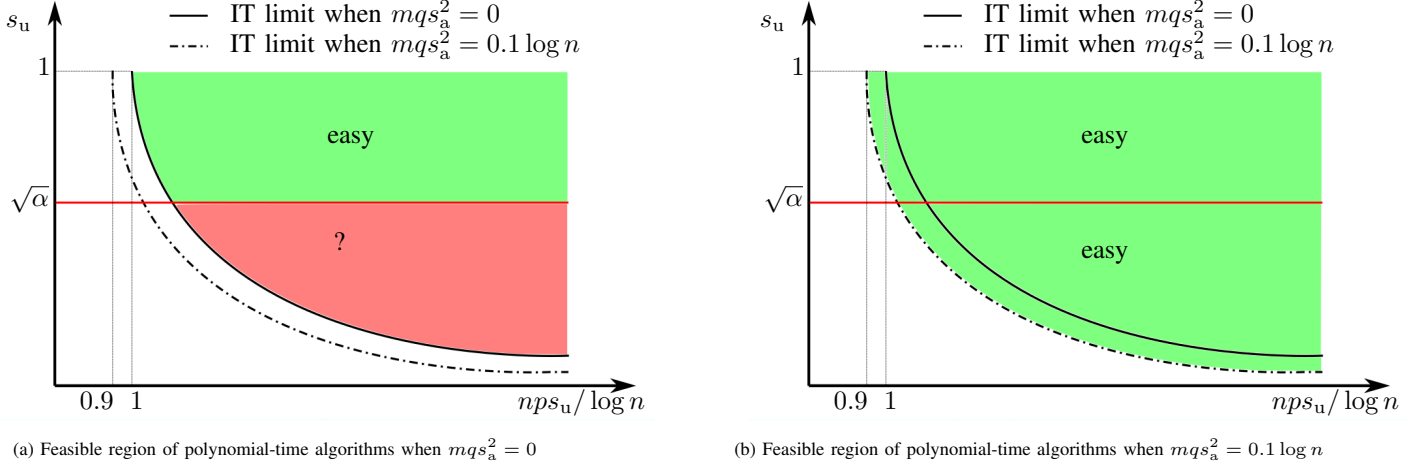 s_u
IT limit when mqs_a^2 = 0
IT limit when mqs_a^2 = 0.1 log n
1
easy
√α
?
0.9 1
nps_u/ log n
(a) Feasible region of polynomial-time algorithms when mqs_a^2 = 0
s_u
IT limit when mqs_a^2 = 0
IT limit when mqs_a^2 = 0.1 log n
1
easy
√α
easy
0.9 1
nps_u/ log n
(b) Feasible region of polynomial-time algorithms when mqs_a^2 = 0.1 log n